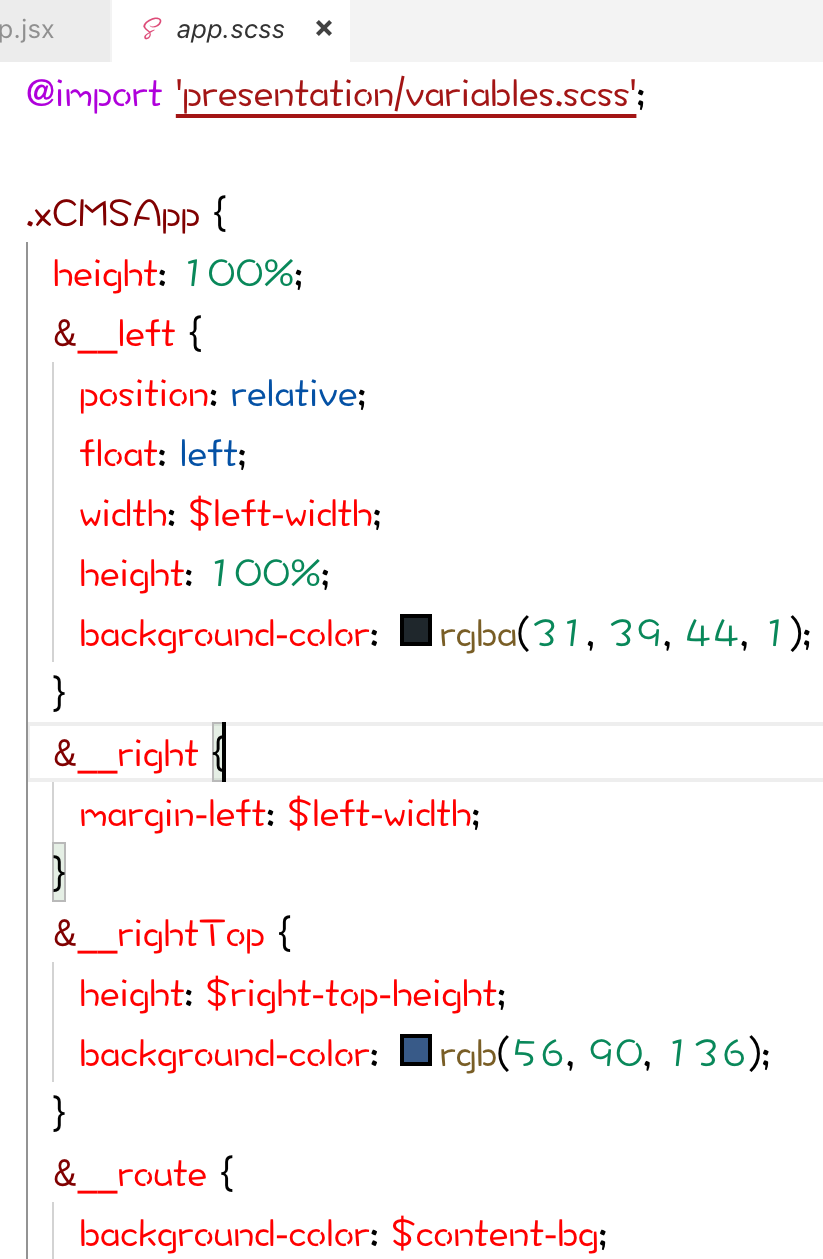 p.jsx app.scss ×
@import 'presentation/variables.scss';
.xCMSApp {
height: 100%;
&__left {
position: relative;
float: left;
width: $left-width;
height: 100%;
background-color: rgba(31, 39, 44, 1);
}
&__right {
margin-left: $left-width;
}
&__rightTop {
height: $right-top-height;
background-color: rgb(56, 90, 136);
}
&__route {
background-color: $content-bg;